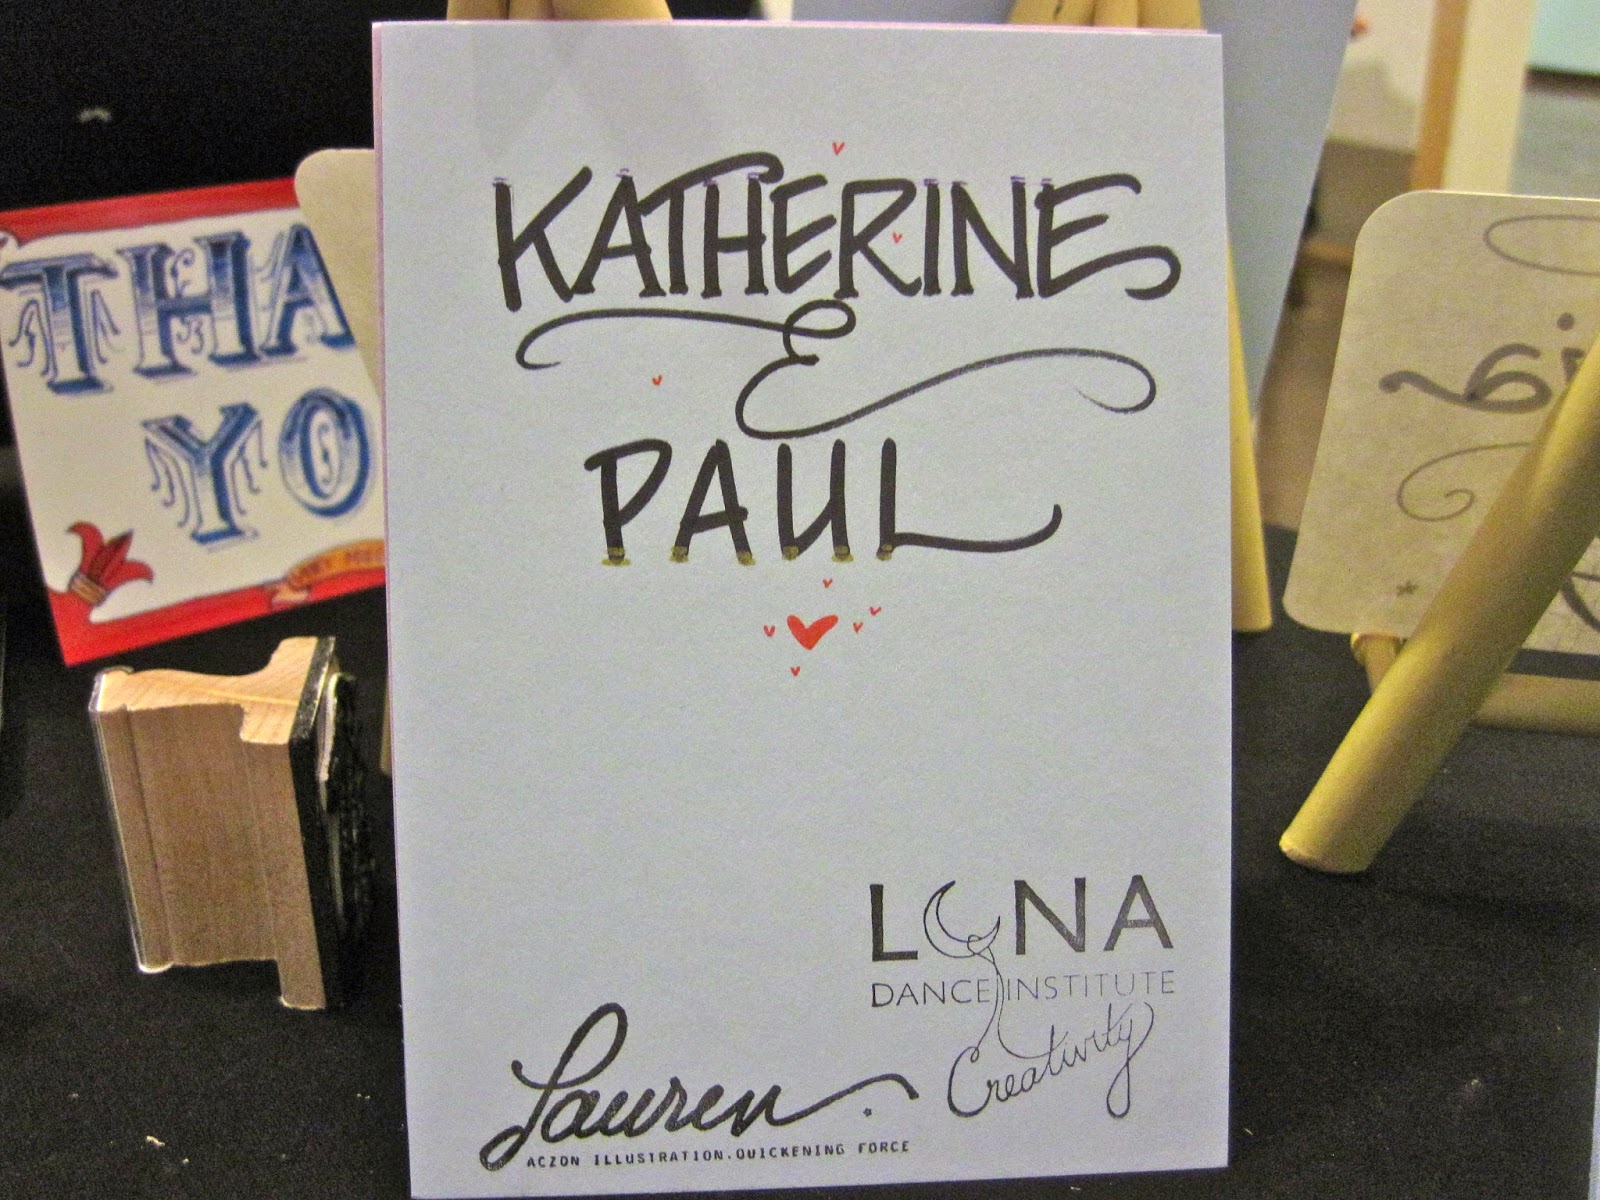 KATHERINE
&
PAUL
LUNA
DANCE INSTITUTE
Creativity
Lauren
ACZON ILLUSTRATION.QUICKENING FORCE
THA
YO